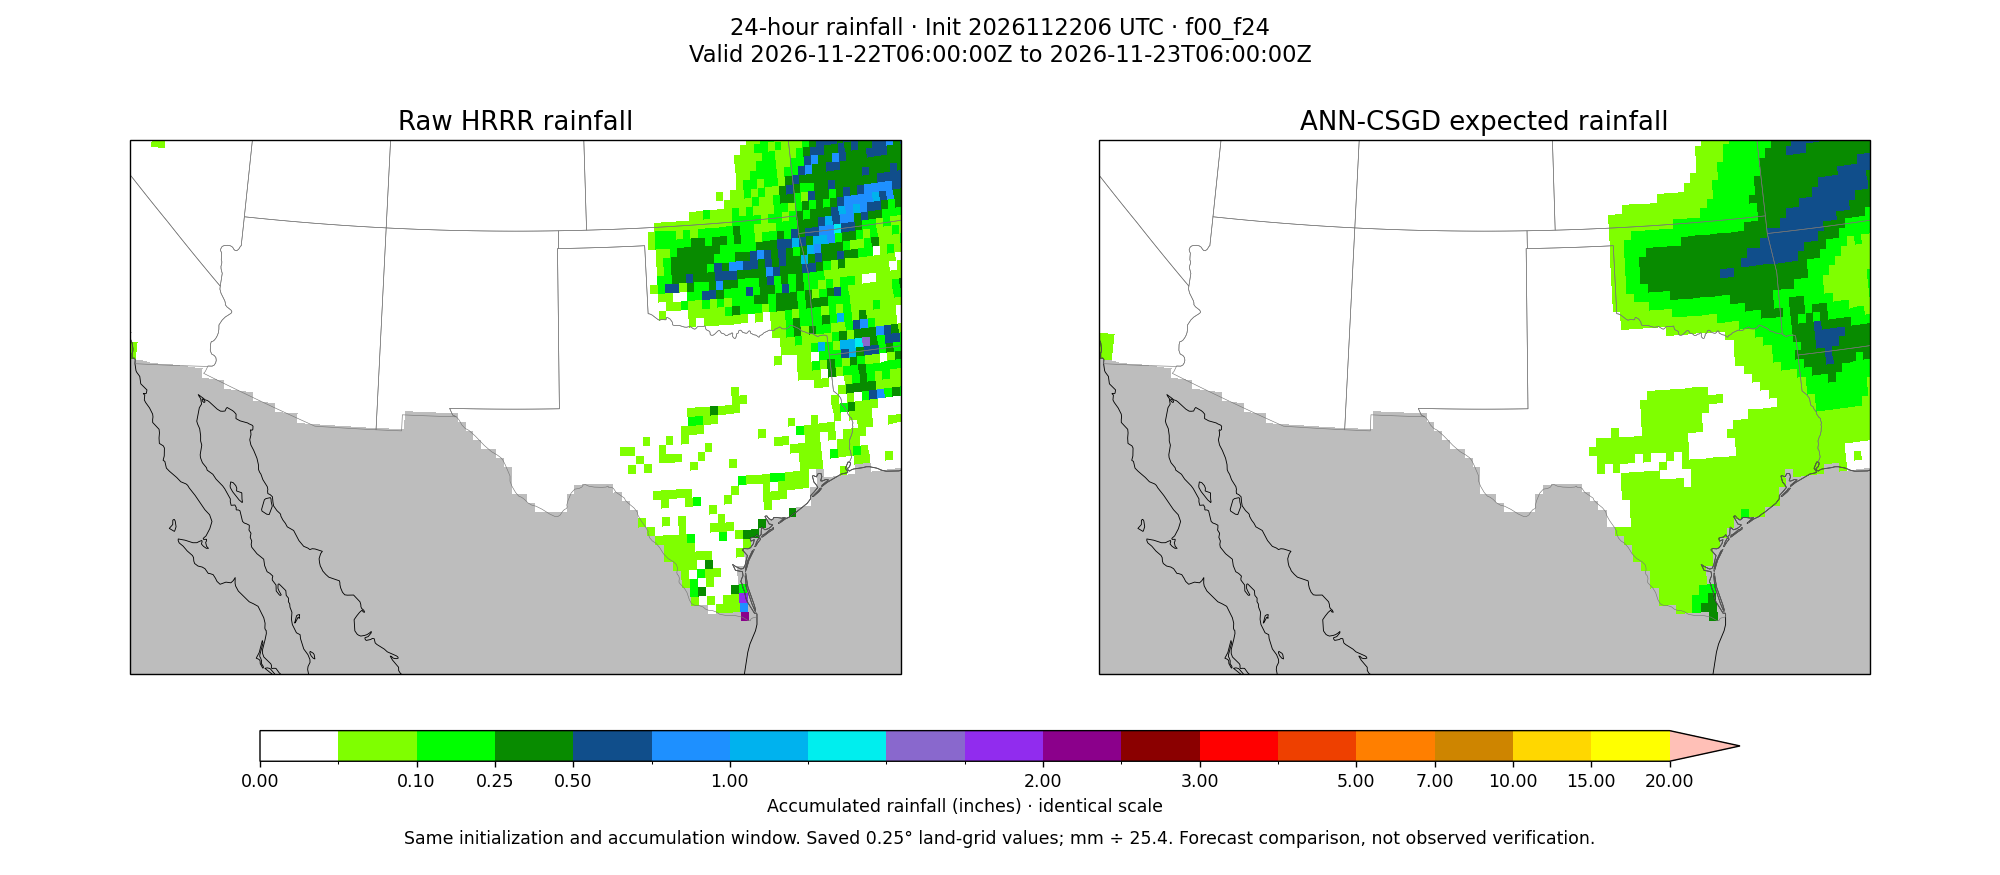 24-hour rainfall · Init 2026112206 UTC · f00_f24
Valid 2026-11-22T06:00:00Z to 2026-11-23T06:00:00Z
Raw HRRR rainfall
ANN-CSGD expected rainfall
0.00 0.10 0.25 0.50 1.00 2.00 3.00 5.00 7.00 10.00 15.00 20.00
Accumulated rainfall (inches) · identical scale
Same initialization and accumulation window. Saved 0.25° land-grid values; mm ÷ 25.4. Forecast comparison, not observed verification.